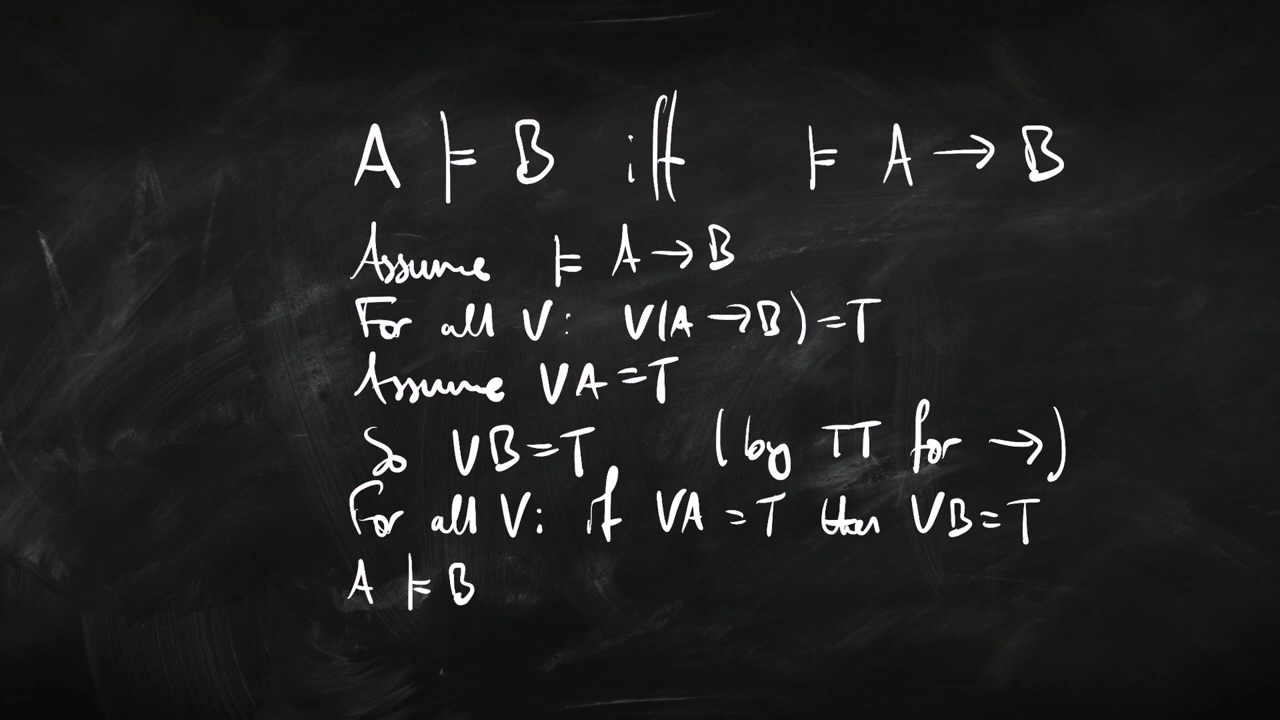 A ⊨ B iff ⊨ A → B
Assume ⊨ A → B
For all V: V(A → B) = T
Assume VA = T
So VB = T (by TT for →)
For all V: if VA = T then VB = T
A ⊨ B